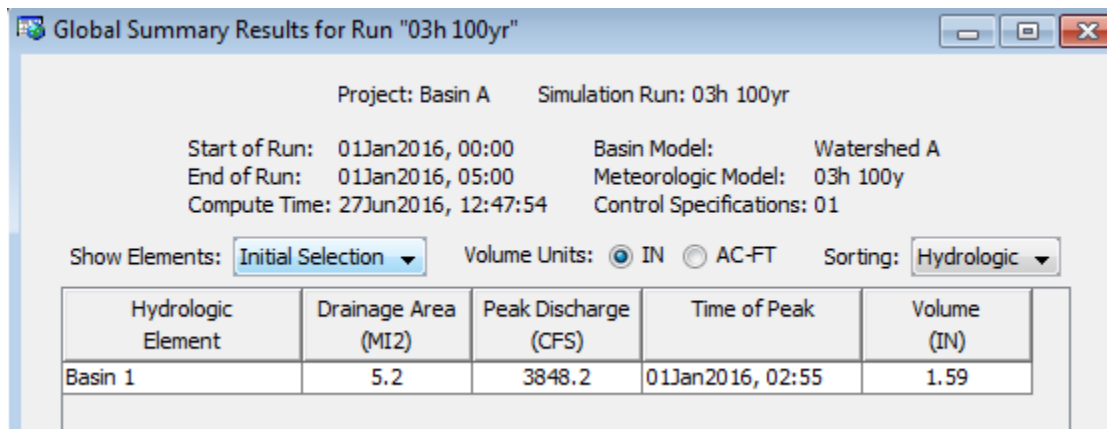 Global Summary Results for Run "03h 100yr"
Project: Basin A Simulation Run: 03h 100yr
Start of Run: 01Jan2016, 00:00 Basin Model: Watershed A
End of Run: 01Jan2016, 05:00 Meteorologic Model: 03h 100y
Compute Time: 27Jun2016, 12:47:54 Control Specifications: 01
Show Elements: Initial Selection Volume Units: IN AC-FT Sorting: Hydrologic
Hydrologic Drainage Area Peak Discharge Time of Peak Volume
Element (MI2) (CFS) (IN)
Basin 1 5.2 3848.2 01Jan2016, 02:55 1.59